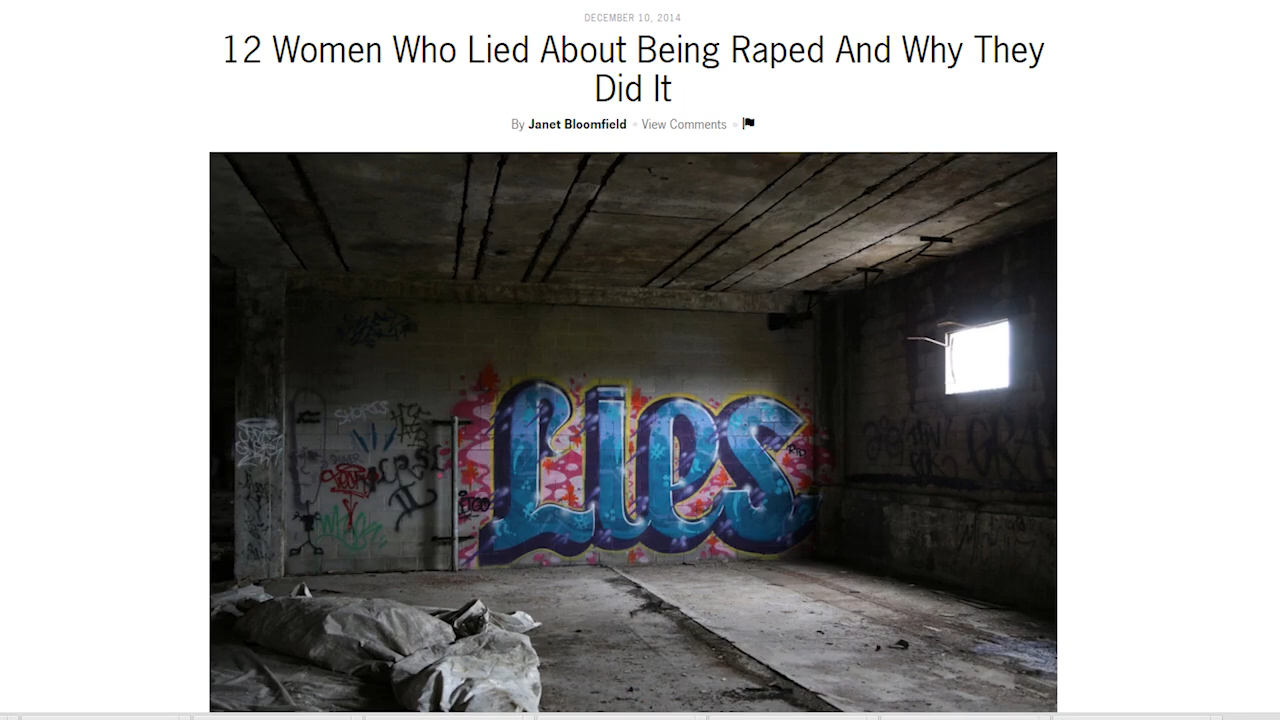 DECEMBER 10, 2014
12 Women Who Lied About Being Raped And Why They
Did It
By Janet Bloomfield • View Comments •
SHORTS
Lies